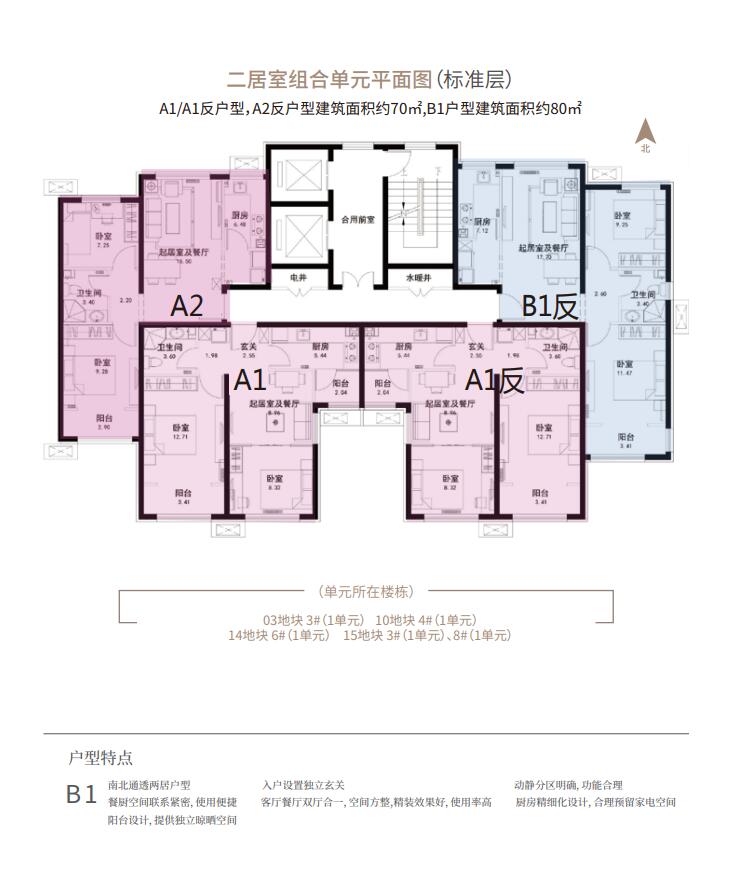 二居室组合单元平面图(标准层)
A1/A1反户型，A2反户型建筑面积约70㎡,B1户型建筑面积约80㎡
北
卧室
7.25
起居室及餐厅
厨房
6.48
合用前室
厨房
7.12
起居室及餐厅
17.70
卧室
9.25
卫生间
3.40
2.20
电井
水暖井
2.60
卫生间
3.40
A2
B1反
卧室
9.28
卫生间
3.60
1.98
玄关
2.55
厨房
5.44
厨房
5.44
玄关
2.55
1.98
卫生间
3.60
卧室
11.47
A1
A1反
阳台
2.04
阳台
2.04
起居室及餐厅
8.96
起居室及餐厅
8.96
阳台
2.90
卧室
12.71
卧室
12.71
阳台
3.41
卧室
8.32
卧室
8.32
阳台
3.41
阳台
3.41
(单元所在楼栋)
03地块 3#(1单元) 10地块 4#(1单元)
14地块 6#(1单元) 15地块 3#(1单元)、8#(1单元)
户型特点
B1
南北通透两居户型
餐厨空间联系紧密, 使用便捷
阳台设计, 提供独立晾晒空间
入户设置独立玄关
客厅餐厅双厅合一, 空间方整,精装效果好, 使用率高
动静分区明确, 功能合理
厨房精细化设计, 合理预留家电空间